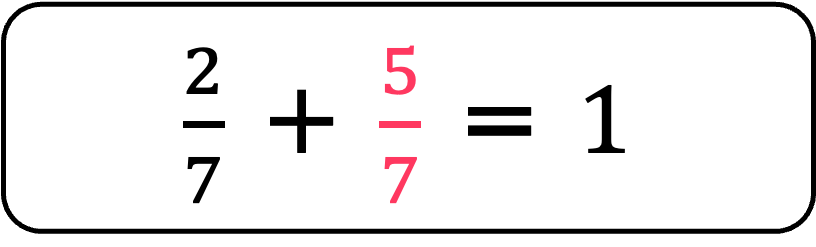 2/7 + 5/7 = 1